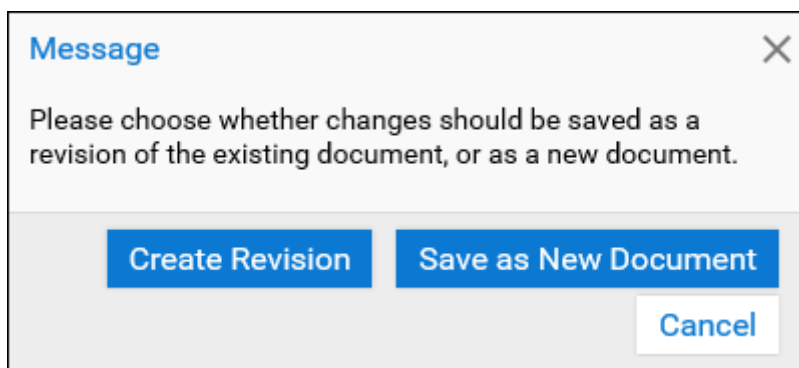 Message
Please choose whether changes should be saved as a
revision of the existing document, or as a new document.
Create Revision Save as New Document
Cancel